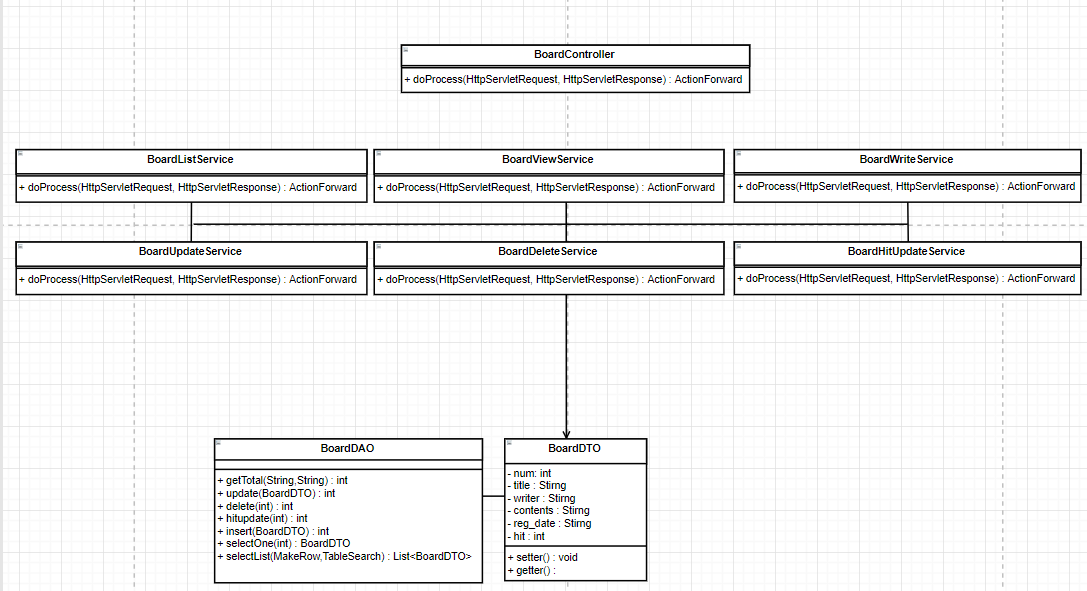 BoardController
+ doProcess(HttpServletRequest, HttpServletResponse) : ActionForward
BoardListService
+ doProcess(HttpServletRequest, HttpServletResponse) : ActionForward
BoardViewService
+ doProcess(HttpServletRequest, HttpServletResponse) : ActionForward
BoardWriteService
+ doProcess(HttpServletRequest, HttpServletResponse) : ActionForward
BoardUpdateService
+ doProcess(HttpServletRequest, HttpServletResponse) : ActionForward
BoardDeleteService
+ doProcess(HttpServletRequest, HttpServletResponse) : ActionForward
BoardHitUpdateService
+ doProcess(HttpServletRequest, HttpServletResponse) : ActionForward
BoardDAO
+ getTotal(String,String) : int
+ update(BoardDTO) : int
+ delete(int) : int
+ hitupdate(int) : int
+ insert(BoardDTO) : int
+ selectOne(int) : BoardDTO
+ selectList(MakeRow,TableSearch) : List<BoardDTO>
BoardDTO
- num: int
- title : Stirng
- writer : Stirng
- contents : Stirng
- reg_date : Stirng
- hit : int
+ setter() : void
+ getter() :